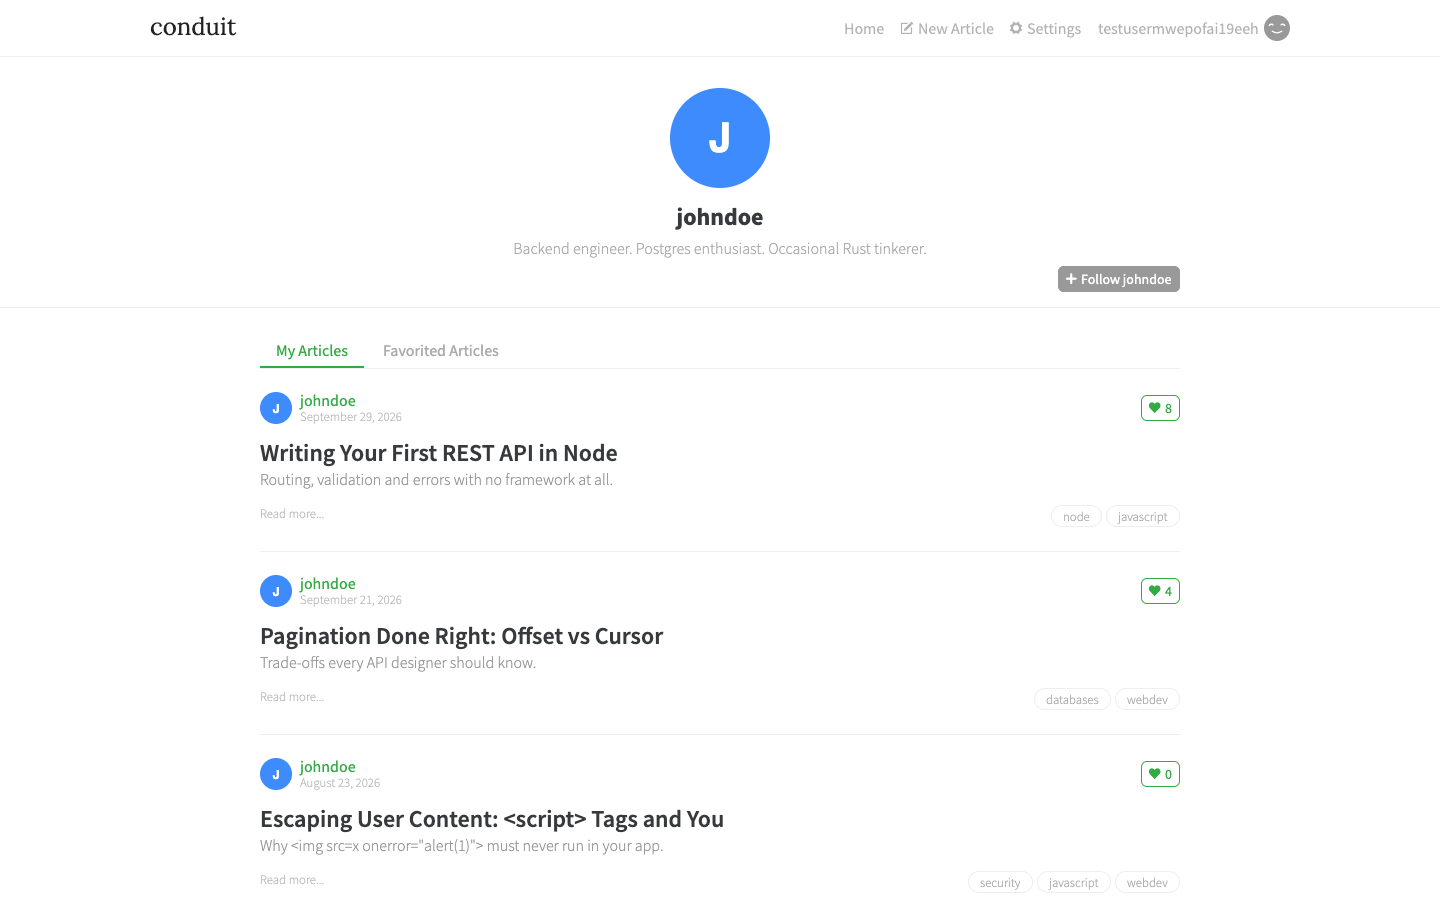 conduit
Home New Article Settings testusermwepofai19eeh
J
johndoe
Backend engineer. Postgres enthusiast. Occasional Rust tinkerer.
Follow johndoe
My Articles Favorited Articles
J johndoe 8
September 29, 2026
Writing Your First REST API in Node
Routing, validation and errors with no framework at all.
Read more... node javascript
J johndoe 4
September 21, 2026
Pagination Done Right: Offset vs Cursor
Trade-offs every API designer should know.
Read more... databases webdev
J johndoe 0
August 23, 2026
Escaping User Content: <script> Tags and You
Why <img src=x onerror="alert(1)"> must never run in your app.
Read more... security javascript webdev